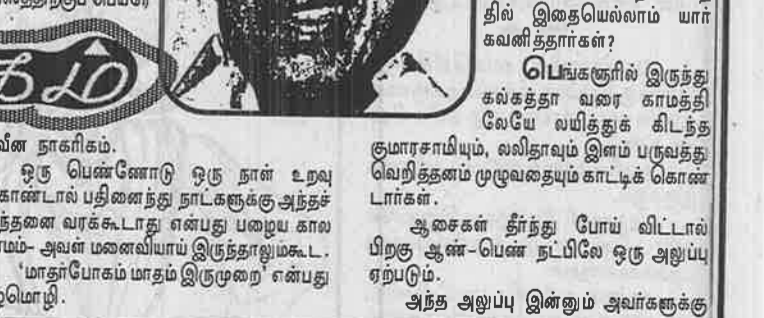 வீன நாகரிகம்.
ஒரு பெண்ணோடு ஒரு நாள் உறவு
காண்டால் பதினைந்து நாட்களுக்கு அந்தச்
ந்தனை வரக்கூடாது என்பது பழைய கால
மம்- அவள் மனைவியாய் இருந்தாலும்கூட.
'மாதர்போகம் மாதம் இருமுறை' என்பது
ழமொழி.
தில் இதையெல்லாம் யார்
கவனித்தார்கள்?
பெங்களூரில் இருந்து
கல்கத்தா வரை காமத்தி
லேயே லயித்துக் கிடந்த
குமாரசாமியும், லலிதாவும் இளம் பருவத்து
வெறித்தனம் முழுவதையும் காட்டிக் கொண்
டார்கள்.
ஆசைகள் தீர்ந்து போய் விட்டால்
பிறகு ஆண்-பெண் நட்பிலே ஒரு அலுப்பு
ஏற்படும்.
அந்த அலுப்பு இன்னும் அவர்களுக்கு